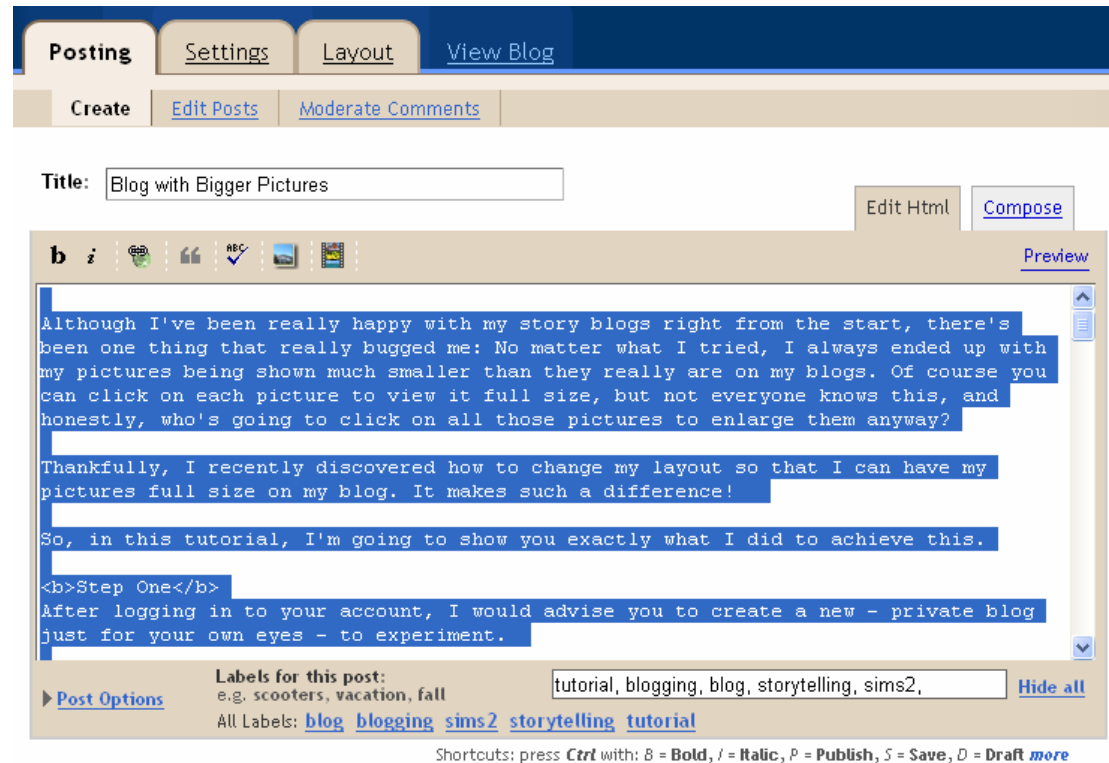 Posting Settings Layout View Blog
Create Edit Posts Moderate Comments
Title: Blog with Bigger Pictures
Edit Html Compose
b i ABC Preview
Although I've been really happy with my story blogs right from the start, there's
been one thing that really bugged me: No matter what I tried, I always ended up with
my pictures being shown much smaller than they really are on my blogs. Of course you
can click on each picture to view it full size, but not everyone knows this, and
honestly, who's going to click on all those pictures to enlarge them anyway?
Thankfully, I recently discovered how to change my layout so that I can have my
pictures full size on my blog. It makes such a difference!
So, in this tutorial, I'm going to show you exactly what I did to achieve this.
<b>Step One</b>
After logging in to your account, I would advise you to create a new - private blog
just for your own eyes - to experiment.
Post Options
Labels for this post:
e.g. scooters, vacation, fall
tutorial, blogging, blog, storytelling, sims2,
Hide all
All Labels: blog blogging sims2 storytelling tutorial
Shortcuts: press Ctrl with: B = Bold, I = Italic, P = Publish, S = Save, D = Draft more